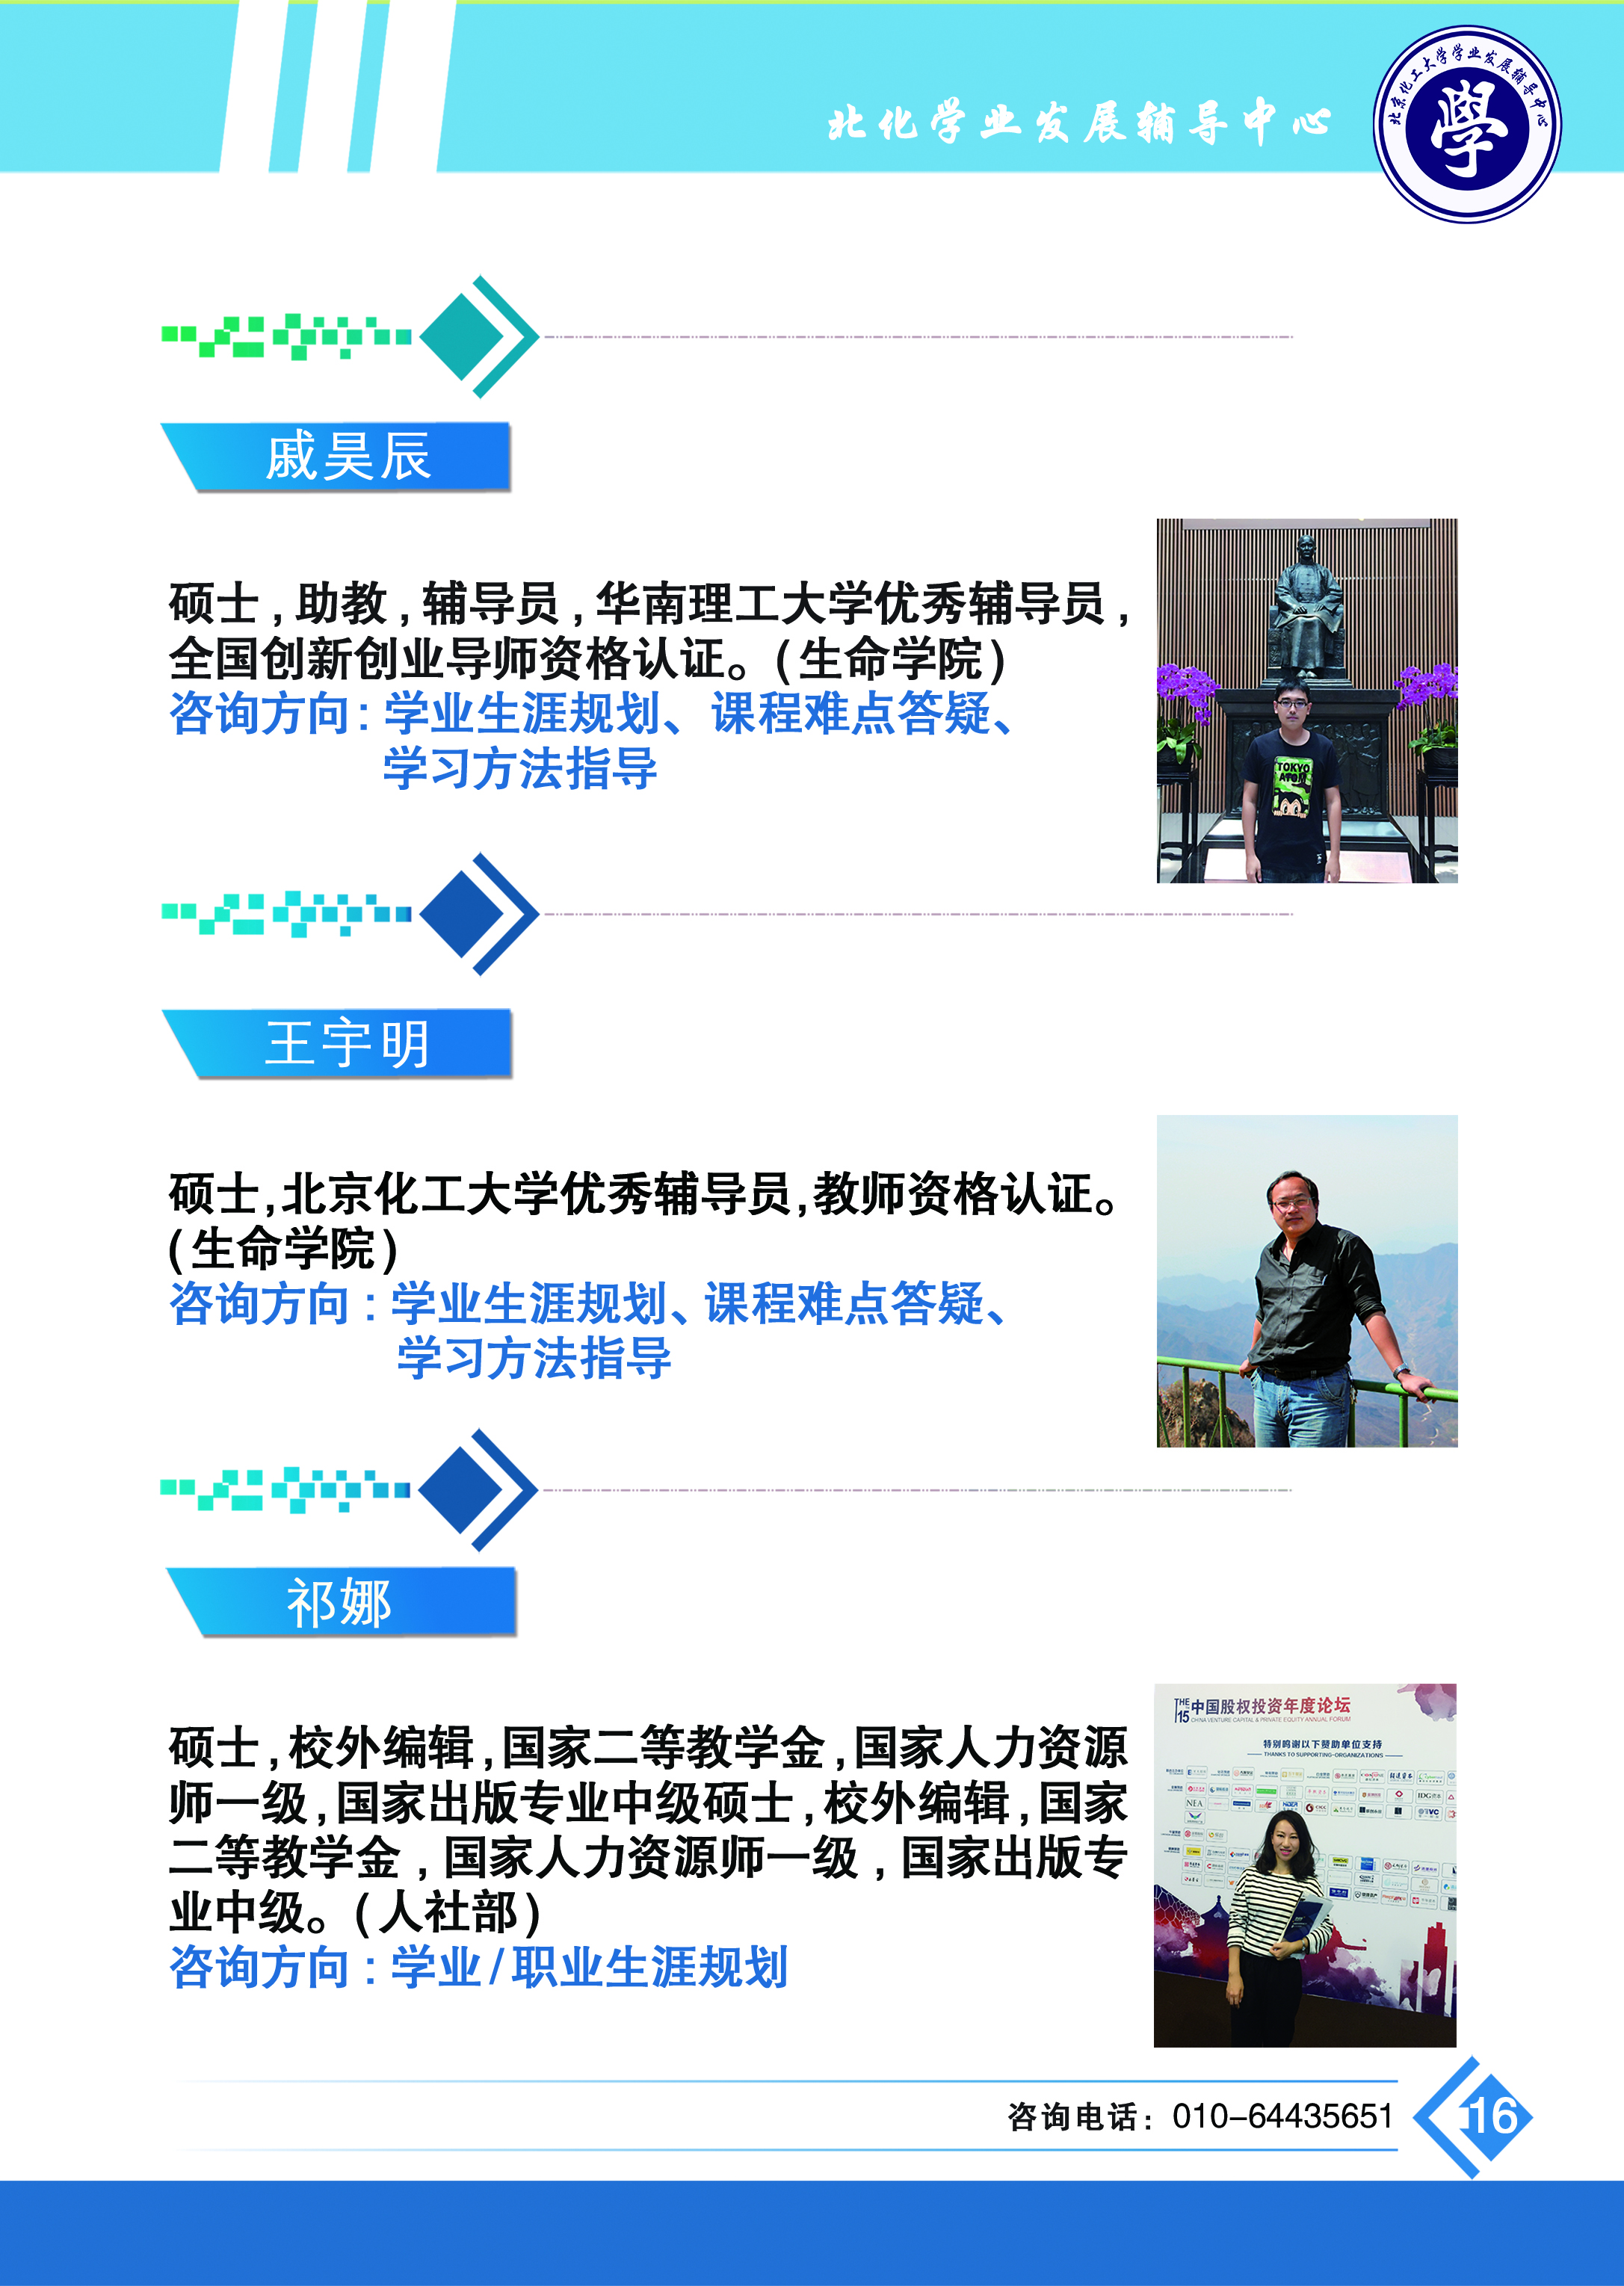 北化学业发展辅导中心
北京化工大学学业发展辅导中心
學
戚昊辰
硕士,助教,辅导员,华南理工大学优秀辅导员,
全国创新创业导师资格认证。(生命学院)
咨询方向:学业生涯规划、课程难点答疑、
学习方法指导
TOKYO
ATOM
王宇明
硕士,北京化工大学优秀辅导员,教师资格认证。
(生命学院)
咨询方向:学业生涯规划、课程难点答疑、
学习方法指导
祁娜
硕士,校外编辑,国家二等教学金,国家人力资源
师一级,国家出版专业中级硕士,校外编辑,国家
二等教学金,国家人力资源师一级,国家出版专
业中级。(人社部)
咨询方向:学业/职业生涯规划
THE 15 中国股权投资年度论坛
CHINA VENTURE CAPITAL & PRIVATE EQUITY ANNUAL FORUM
特别鸣谢以下赞助单位支持
THANKS TO SUPPORTING-ORGANIZATIONS
NEA
咨询电话:010-64435651
16